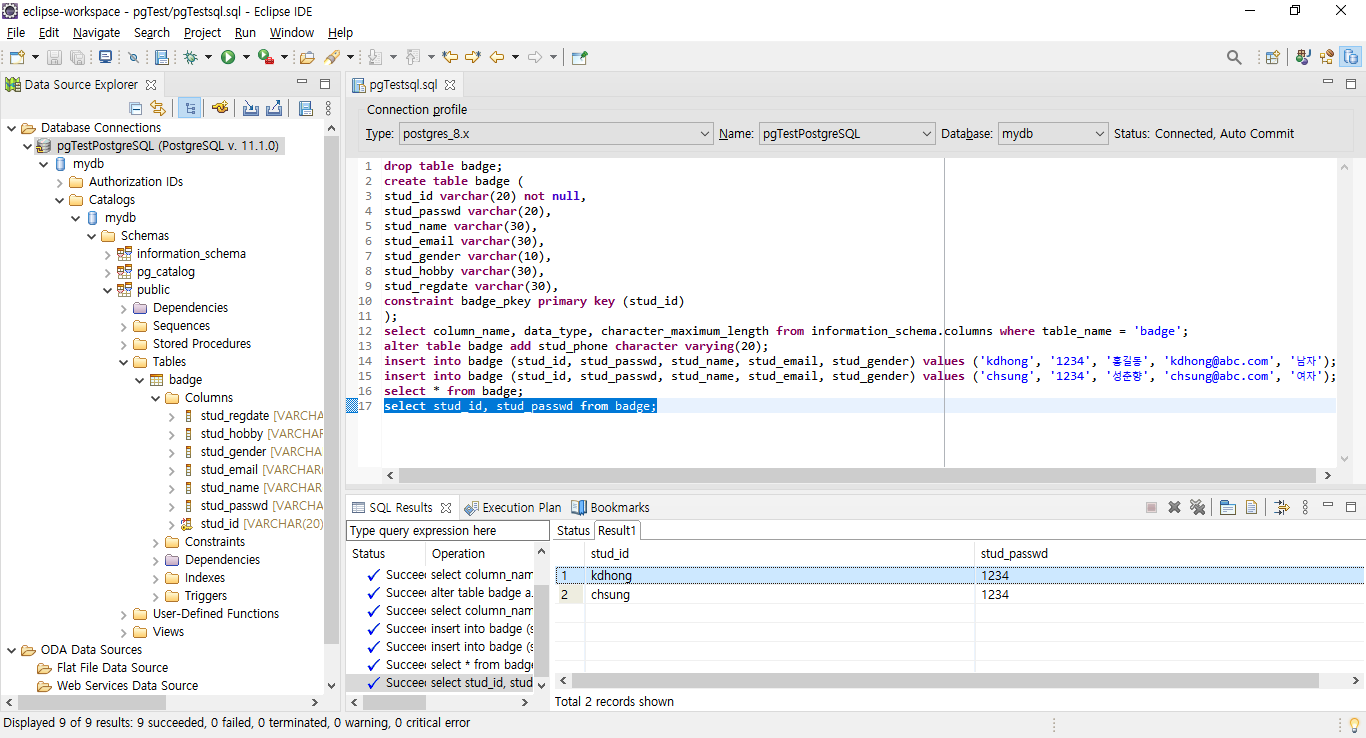 eclipse-workspace - pgTest/pgTestsql.sql - Eclipse IDE
File Edit Navigate Search Project Run Window Help
Data Source Explorer
Database Connections
pgTestPostgreSQL (PostgreSQL v. 11.1.0)
mydb
Authorization IDs
Catalogs
mydb
Schemas
information_schema
pg_catalog
public
Dependencies
Sequences
Stored Procedures
Tables
badge
Columns
stud_regdate [VARCHA
stud_hobby [VARCHAR
stud_gender [VARCHA
stud_email [VARCHAR(
stud_name [VARCHAR
stud_passwd [VARCHA
stud_id [VARCHAR(20)
Constraints
Dependencies
Indexes
Triggers
User-Defined Functions
Views
ODA Data Sources
Flat File Data Source
Web Services Data Source
pgTestsql.sql
Connection profile
Type: postgres_8.x Name: pgTestPostgreSQL Database: mydb Status: Connected, Auto Commit
1 drop table badge;
2 create table badge (
3 stud_id varchar(20) not null,
4 stud_passwd varchar(20),
5 stud_name varchar(30),
6 stud_email varchar(30),
7 stud_gender varchar(10),
8 stud_hobby varchar(30),
9 stud_regdate varchar(30),
10 constraint badge_pkey primary key (stud_id)
11 );
12 select column_name, data_type, character_maximum_length from information_schema.columns where table_name = 'badge';
13 alter table badge add stud_phone character varying(20);
14 insert into badge (stud_id, stud_passwd, stud_name, stud_email, stud_gender) values ('kdhong', '1234', '홍길동', 'kdhong@abc.com', '남자');
15 insert into badge (stud_id, stud_passwd, stud_name, stud_email, stud_gender) values ('chsung', '1234', '성춘향', 'chsung@abc.com', '여자');
16 select * from badge;
17 select stud_id, stud_passwd from badge;
SQL Results Execution Plan Bookmarks
Type query expression here
Status Operation
Succee select column_nam
Succee alter table badge a
Succee select column_nam
Succee insert into badge (s
Succee insert into badge (s
Succee select * from badge
Succee select stud_id, stud
Status Result1
stud_id stud_passwd
1 kdhong 1234
2 chsung 1234
Total 2 records shown
Displayed 9 of 9 results: 9 succeeded, 0 failed, 0 terminated, 0 warning, 0 critical error